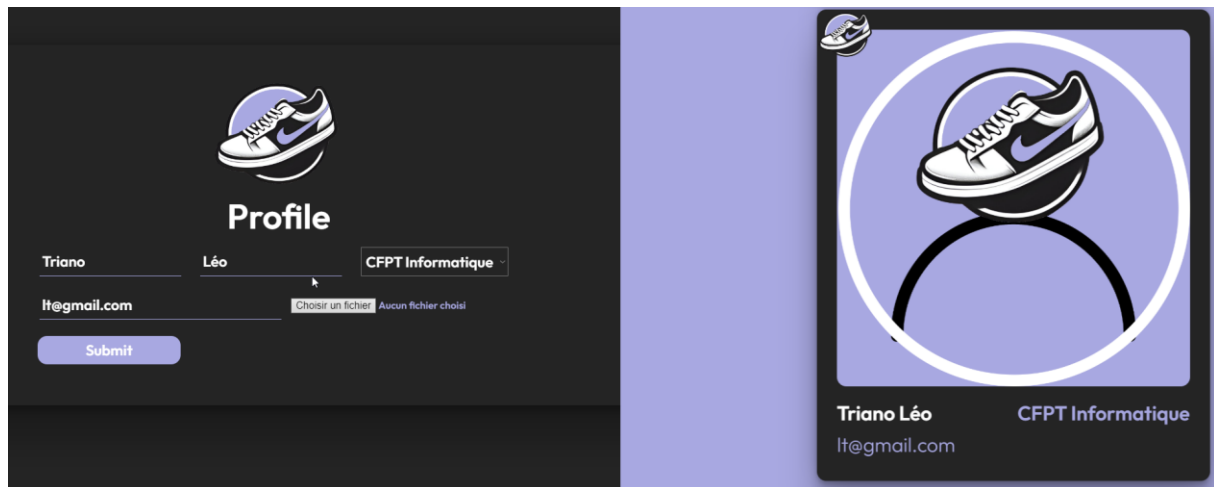 Profile
Triano Léo CFPT Informatique
lt@gmail.com Choisir un fichier Aucun fichier choisi
Submit
Triano Léo CFPT Informatique
lt@gmail.com